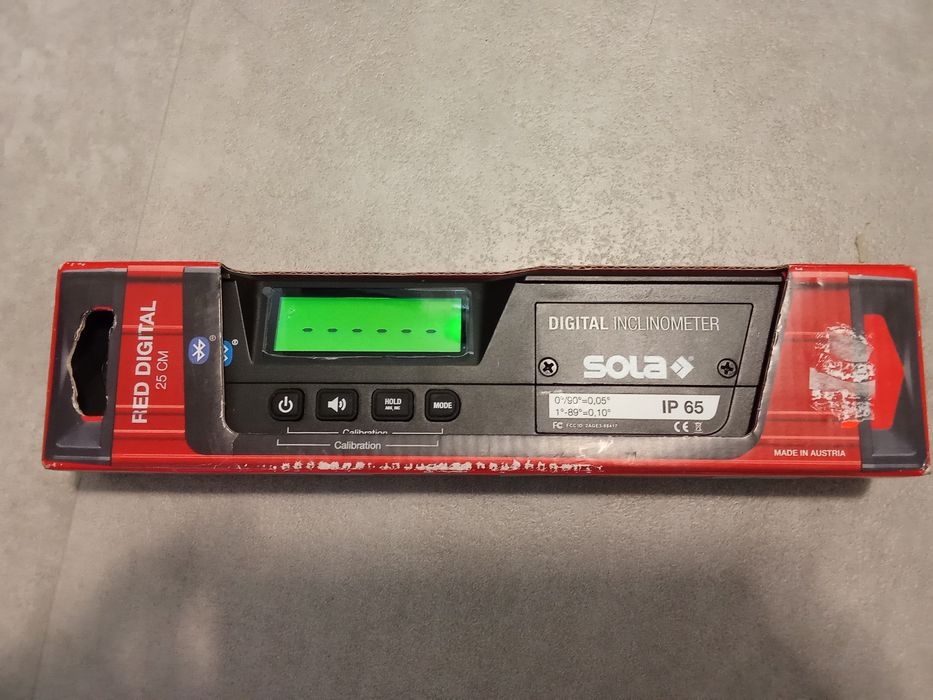 RED DIGITAL
25 CM
- - - - - -
DIGITAL INCLINOMETER
SOLA
HOLD
MODE
0°/90°=0,05°
1°-89°=0,10°
IP 65
Calibration
Calibration
CE
MADE IN AUSTRIA